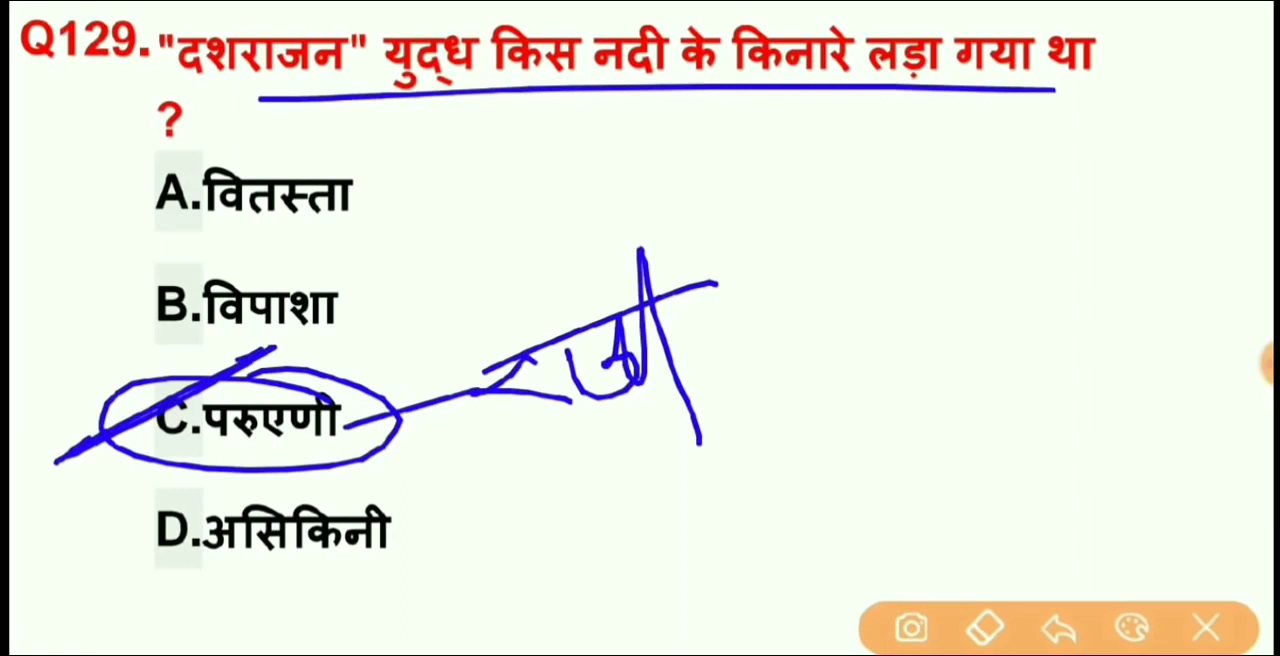 Q129. "दशराजन" युद्ध किस नदी के किनारे लड़ा गया था
?
A.वितस्ता
B.विपाशा
C.परुएणी
D.असिकिनी